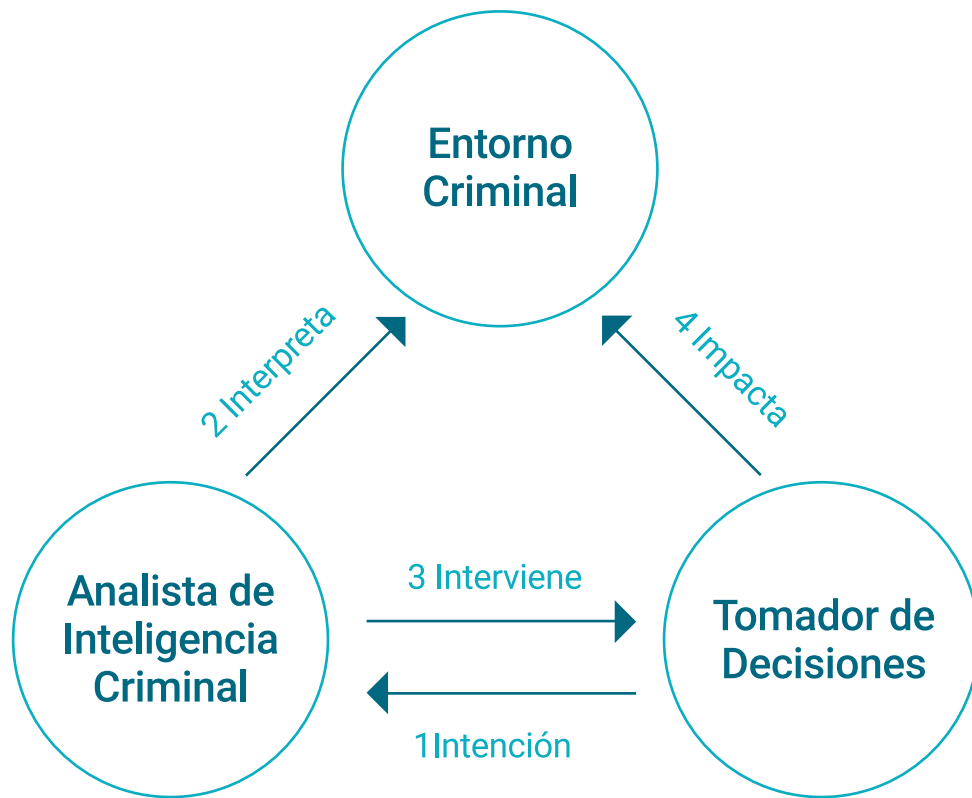 Entorno
Criminal
2 Interpreta
4 Impacta
Analista de
Inteligencia
Criminal
3 Interviene
1Intención
Tomador de
Decisiones